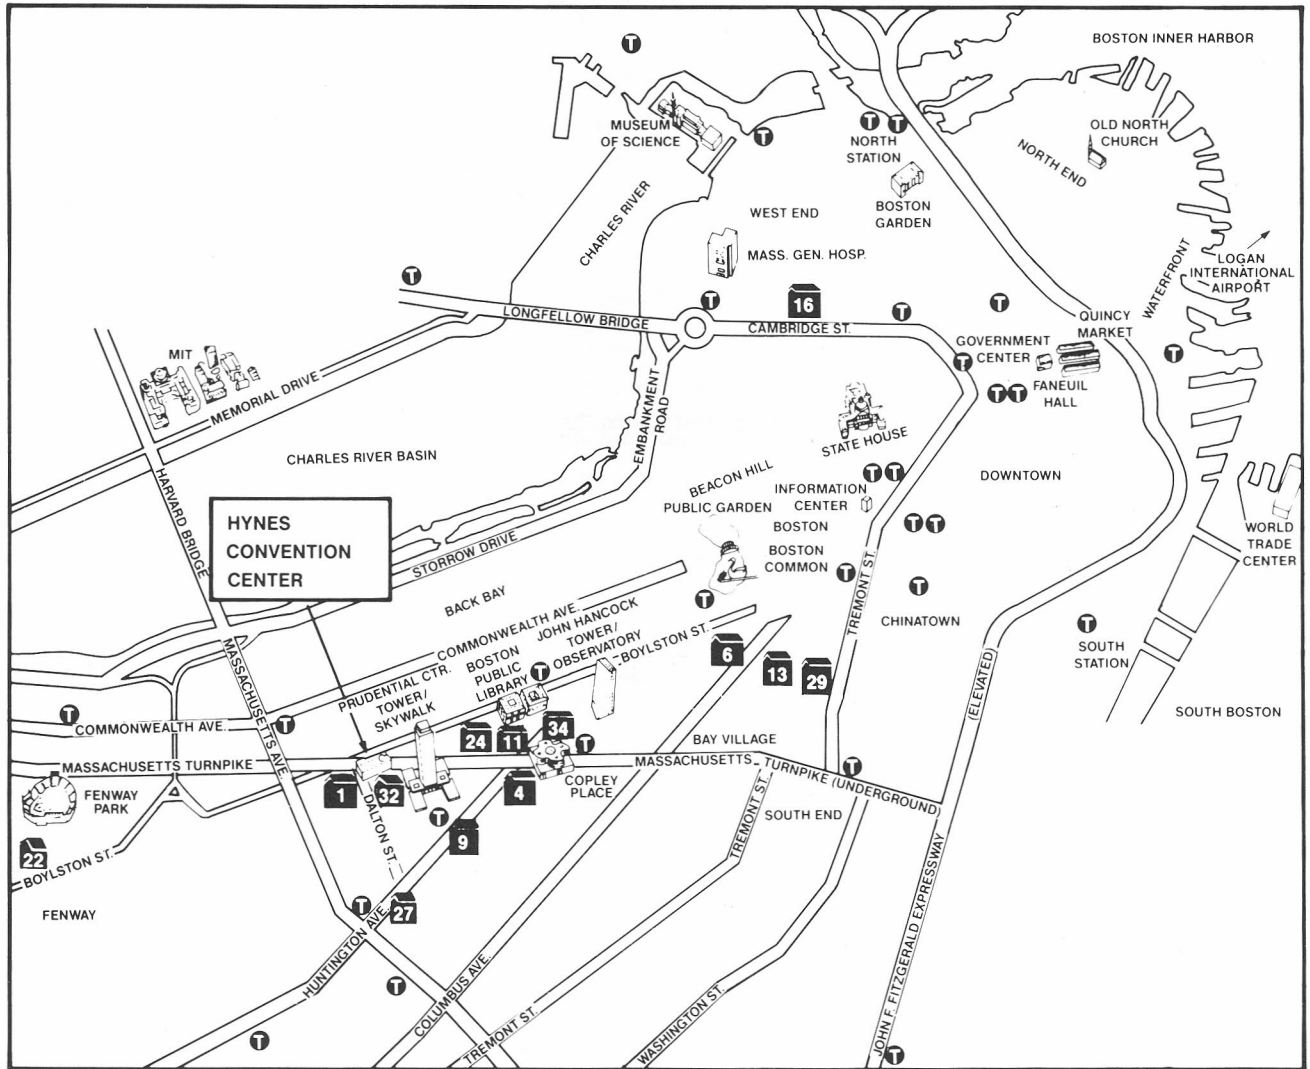 BOSTON INNER HARBOR
T
MUSEUM
OF SCIENCE
T
T T
NORTH
STATION
OLD NORTH
CHURCH
NORTH END
BOSTON
GARDEN
CHARLES RIVER
WEST END
MASS. GEN. HOSP.
WATERFRONT
LOGAN
INTERNATIONAL
AIRPORT
T
T
16
T
T
LONGFELLOW BRIDGE
CAMBRIDGE ST.
QUINCY
MARKET
GOVERNMENT
CENTER
T
T
FANEUIL
HALL
T T
MIT
MEMORIAL DRIVE
EMBANKMENT
ROAD
STATE HOUSE
CHARLES RIVER BASIN
HARVARD BRIDGE
BEACON HILL
T T
DOWNTOWN
PUBLIC GARDEN
INFORMATION
CENTER
HYNES
CONVENTION
CENTER
BOSTON
BOSTON
COMMON
T T
WORLD
TRADE
CENTER
STORROW DRIVE
T
TREMONT ST.
T
BACK BAY
T
CHINATOWN
T
SOUTH
STATION
COMMONWEALTH AVE.
JOHN HANCOCK
TOWER/
OBSERVATORY
BOYLSTON ST.
6
13
29
(ELEVATED)
MASSACHUSETTS AVE.
PRUDENTIAL CTR.
TOWER/
SKYWALK
BOSTON
PUBLIC
LIBRARY
T
SOUTH BOSTON
T
COMMONWEALTH AVE.
T
24
11
34
T
BAY VILLAGE
MASSACHUSETTS TURNPIKE
MASSACHUSETTS
TURNPIKE (UNDERGROUND)
T
FENWAY
PARK
1
32
4
COPLEY
PLACE
DALTON ST.
T
9
TREMONT ST.
SOUTH END
22
BOYLSTON ST.
FENWAY
T
27
HUNTINGTON AVE.
JOHN F. FITZGERALD EXPRESSWAY
T
COLUMBUS AVE.
T
TREMONT ST.
WASHINGTON ST.
T